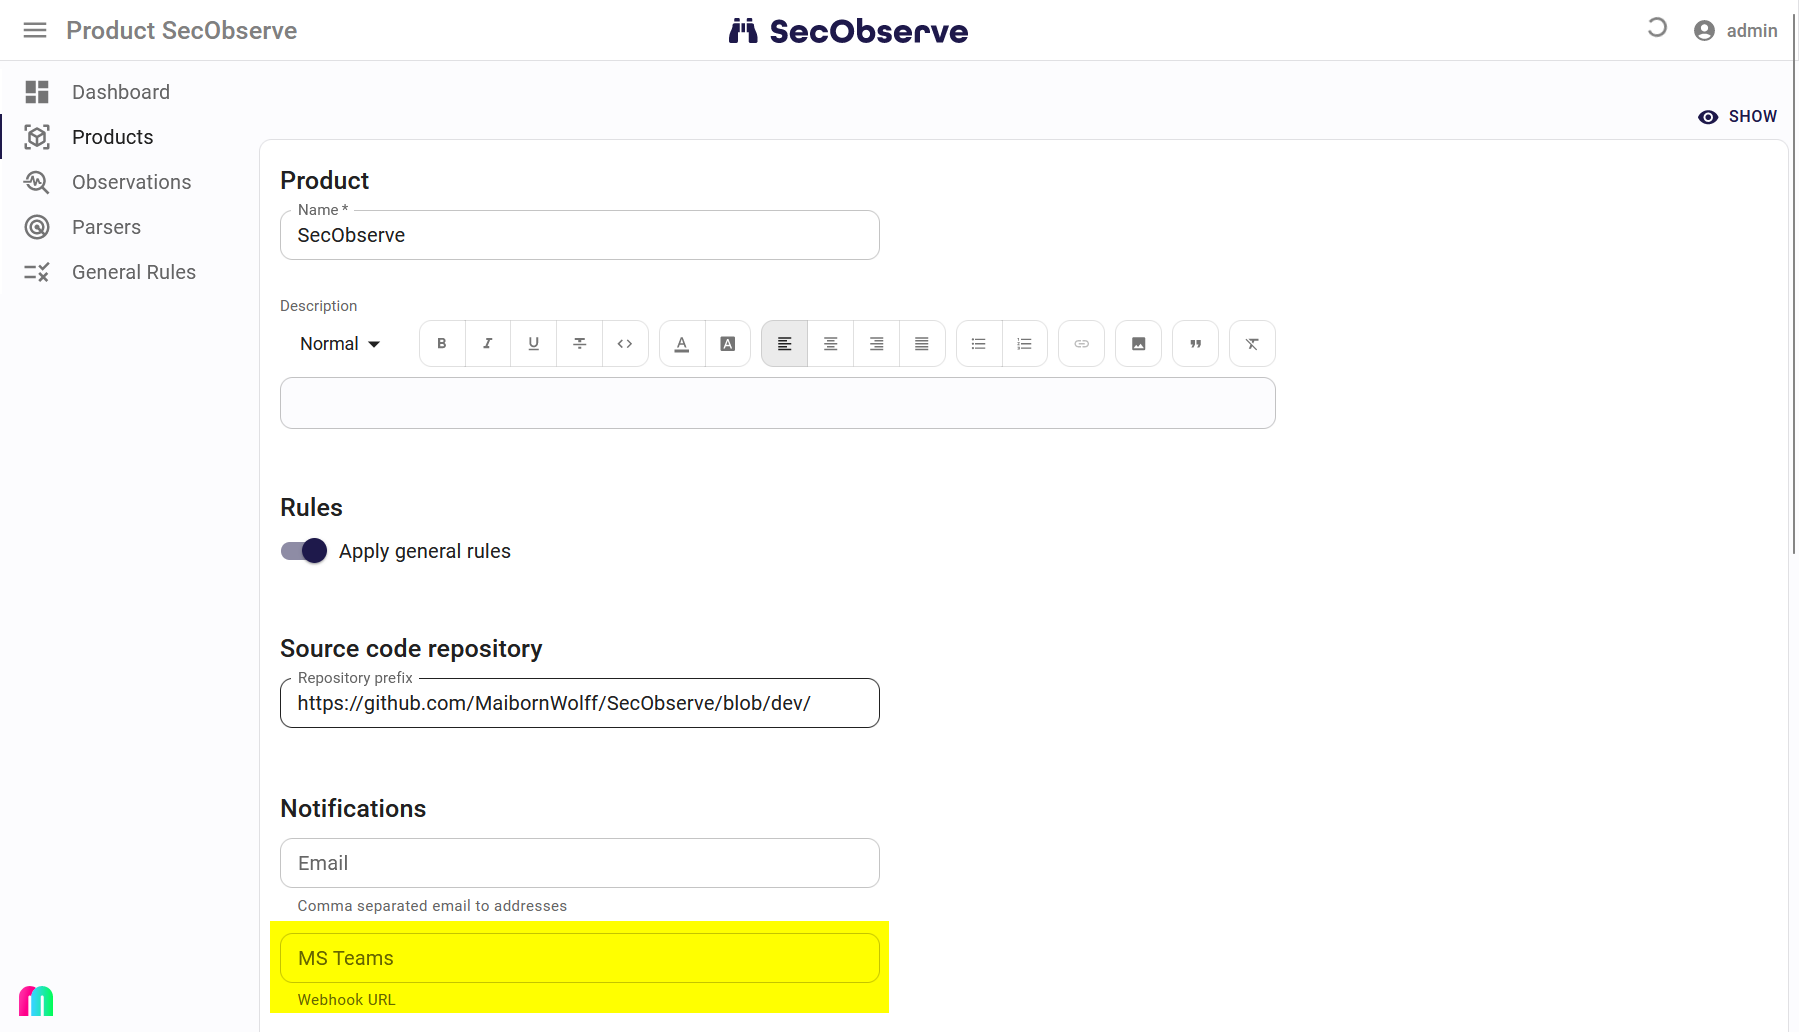 Product SecObserve
SecObserve
admin
Dashboard
Products
Observations
Parsers
General Rules
SHOW
Product
Name *
SecObserve
Description
Normal
Rules
Apply general rules
Source code repository
Repository prefix
https://github.com/MaibornWolff/SecObserve/blob/dev/
Notifications
Email
Comma separated email to addresses
MS Teams
Webhook URL